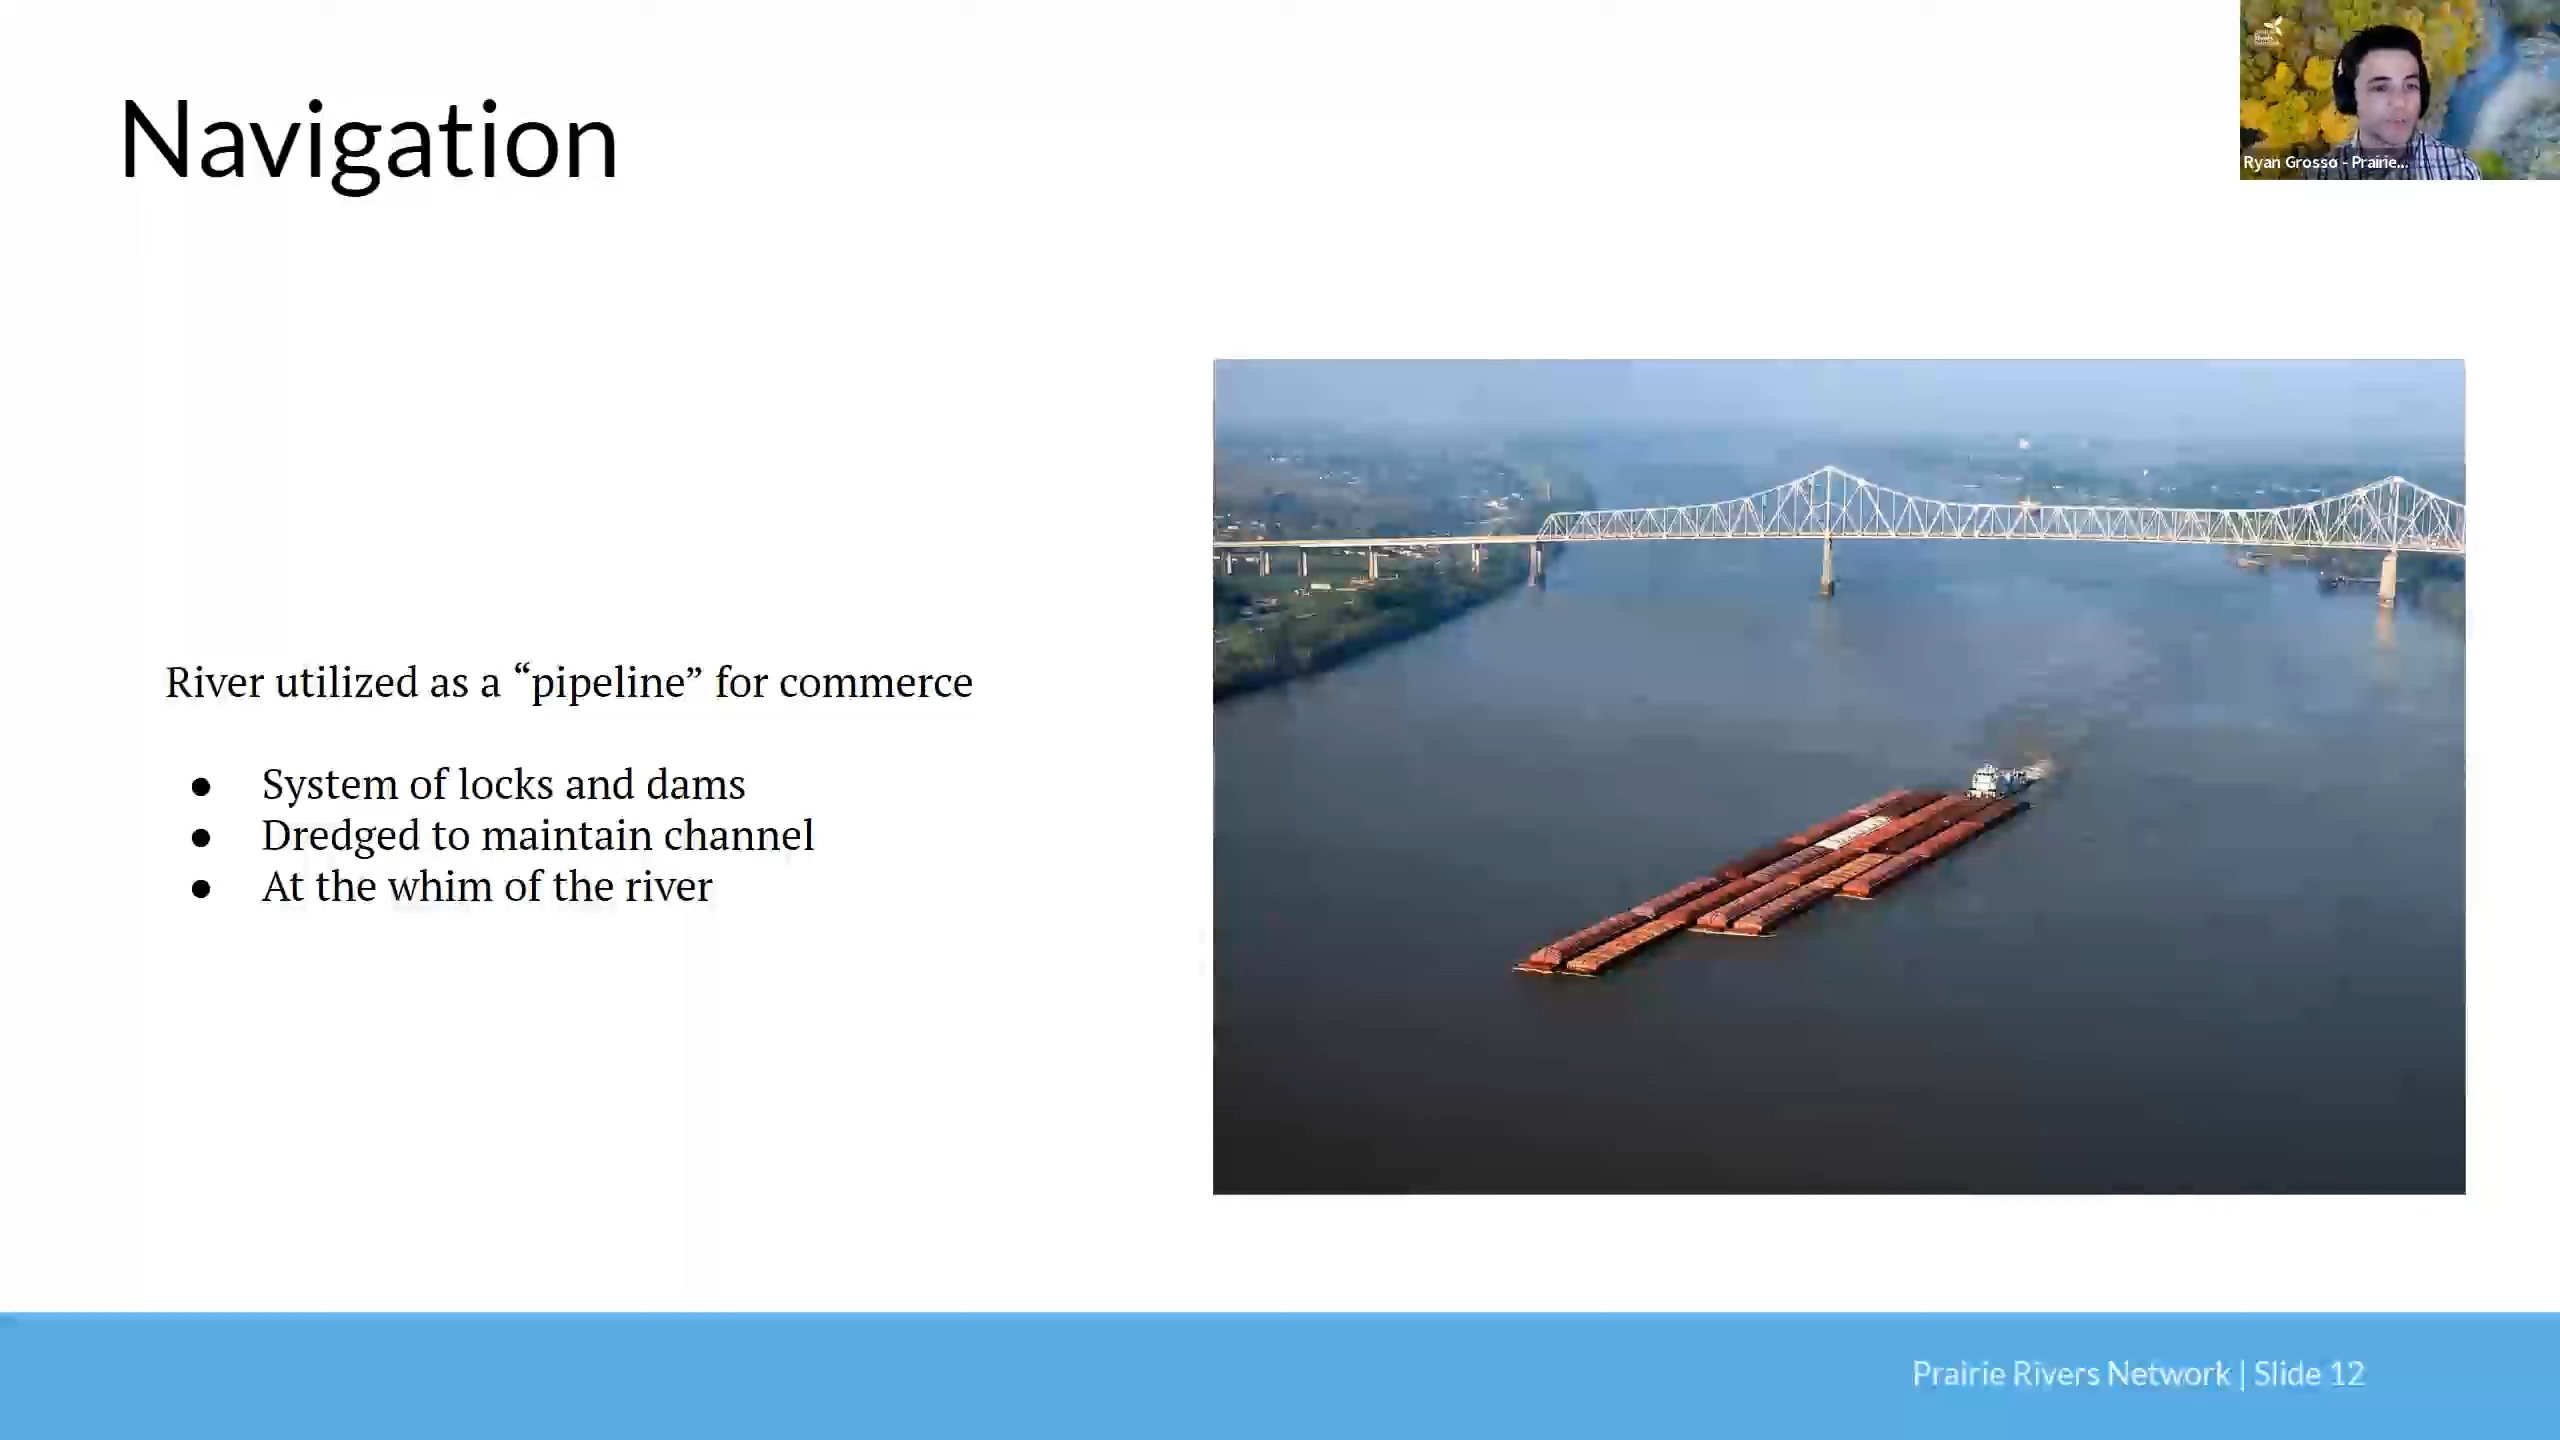 Navigation
Ryan Grosso - Prairie...
River utilized as a “pipeline” for commerce
● System of locks and dams
● Dredged to maintain channel
● At the whim of the river
Prairie Rivers Network | Slide 12